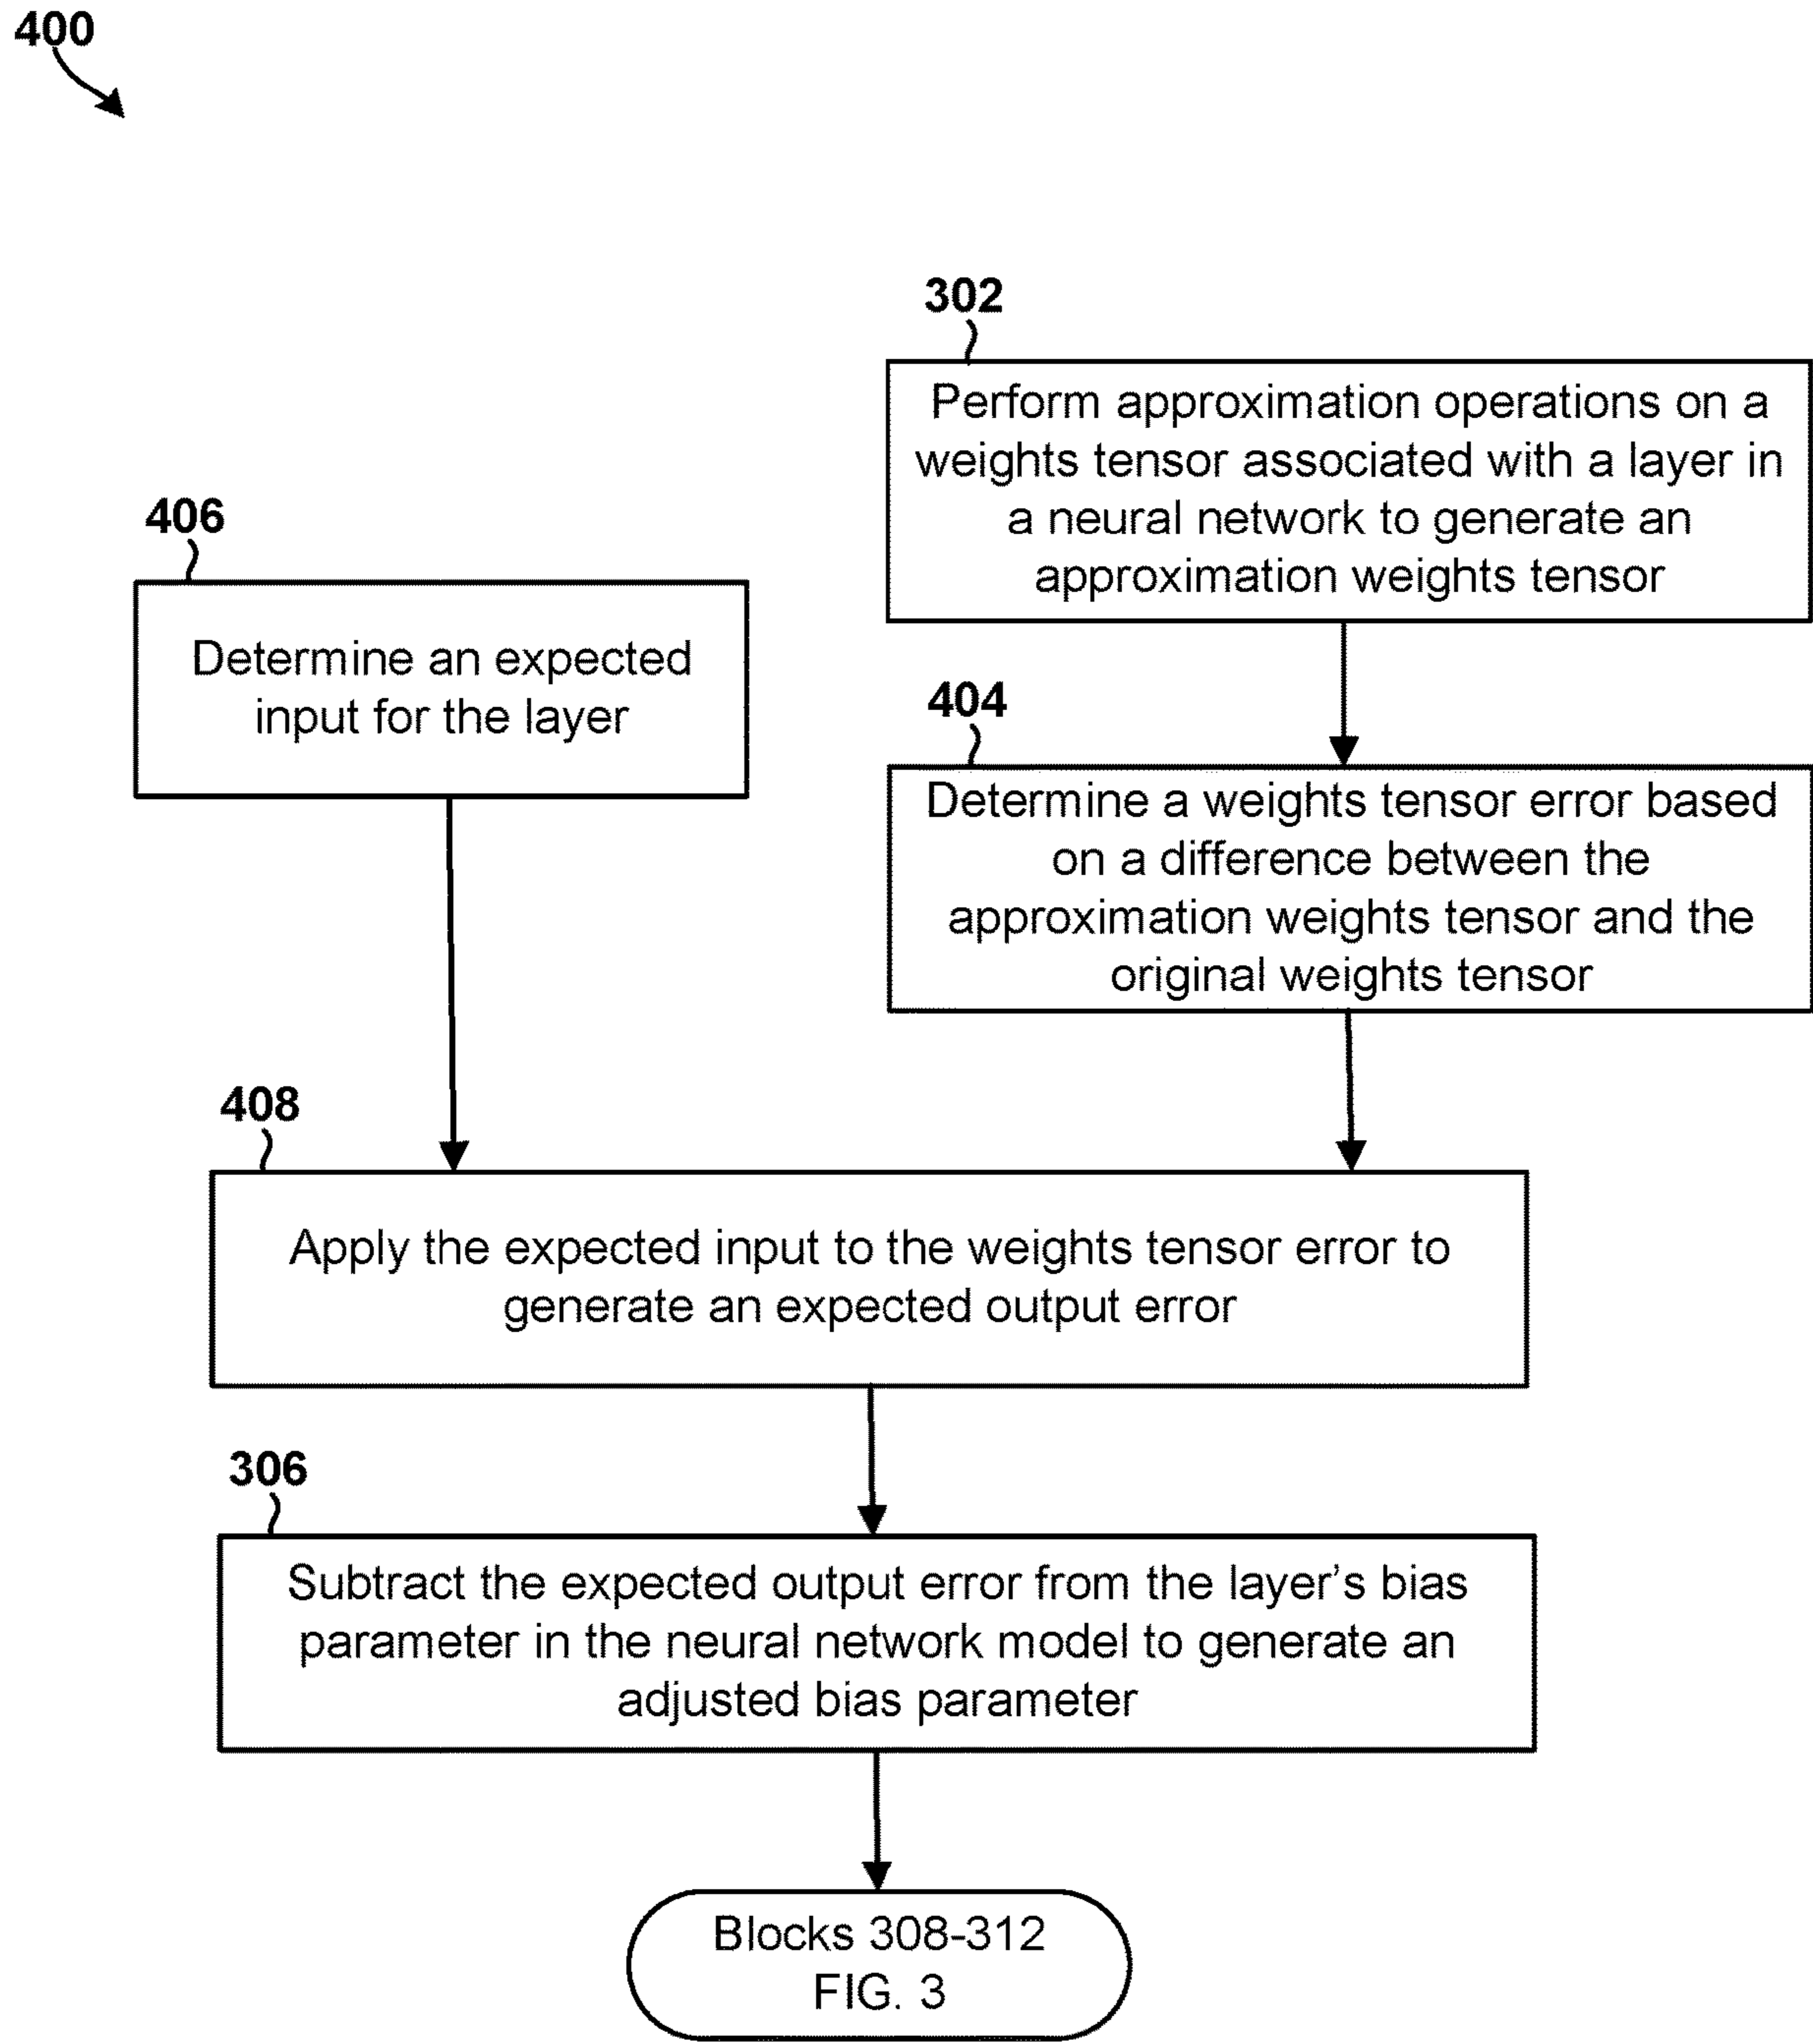 400
302
Perform approximation operations on a
weights tensor associated with a layer in
a neural network to generate an
approximation weights tensor
406
Determine an expected
input for the layer
404
Determine a weights tensor error based
on a difference between the
approximation weights tensor and the
original weights tensor
408
Apply the expected input to the weights tensor error to
generate an expected output error
306
Subtract the expected output error from the layer's bias
parameter in the neural network model to generate an
adjusted bias parameter
Blocks 308-312
FIG. 3